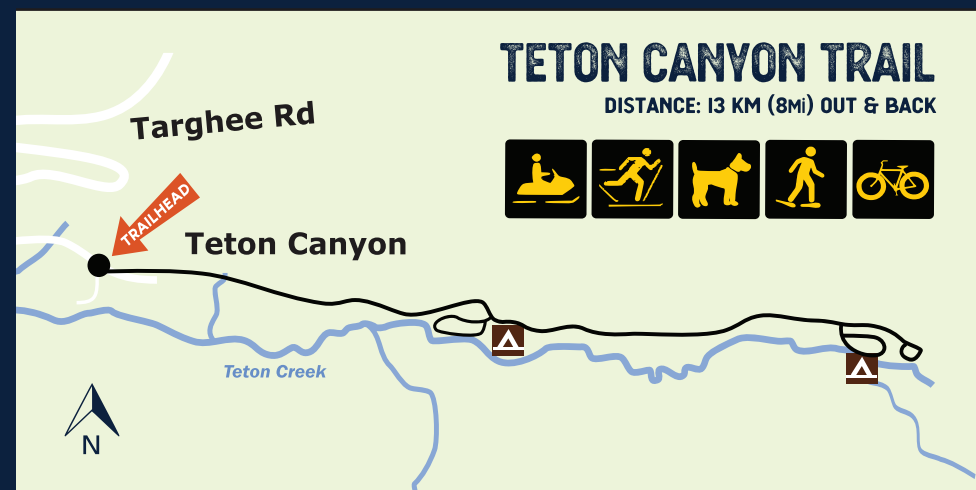 TETON CANYON TRAIL
DISTANCE: 13 KM (8Mi) OUT & BACK
Targhee Rd
TRAILHEAD
Teton Canyon
Teton Creek
N